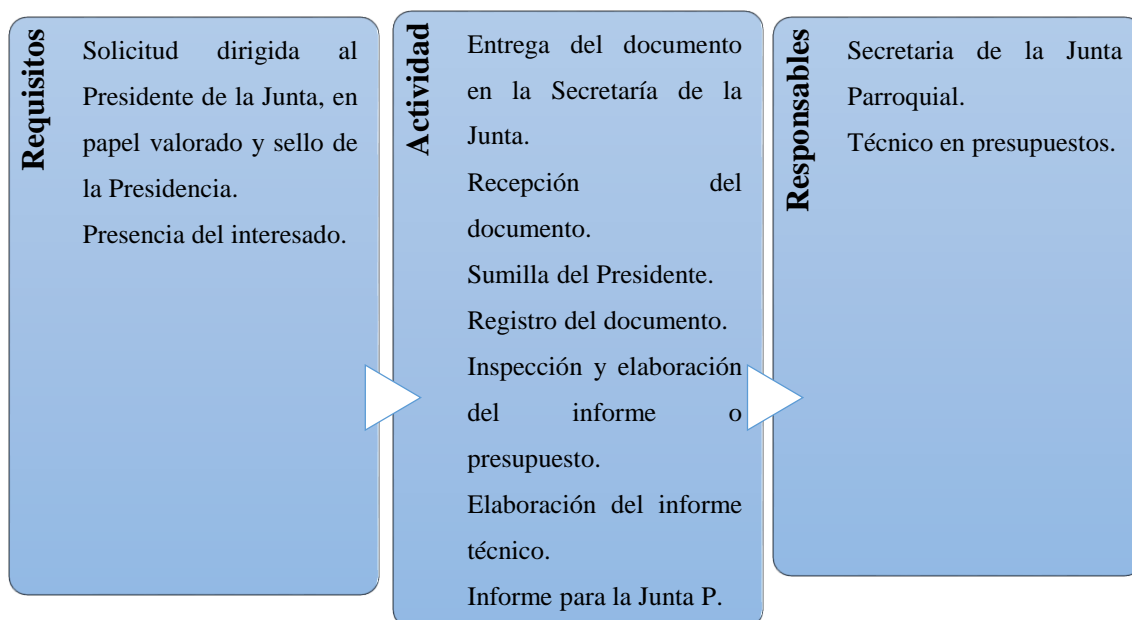 Requisitos
Solicitud dirigida al
Presidente de la Junta, en
papel valorado y sello de
la Presidencia.
Presencia del interesado.
Actividad
Entrega del documento
en la Secretaría de la
Junta.
Recepción del
documento.
Sumilla del Presidente.
Registro del documento.
Inspección y elaboración
del informe o
presupuesto.
Elaboración del informe
técnico.
Informe para la Junta P.
Responsables
Secretaria de la Junta
Parroquial.
Técnico en presupuestos.